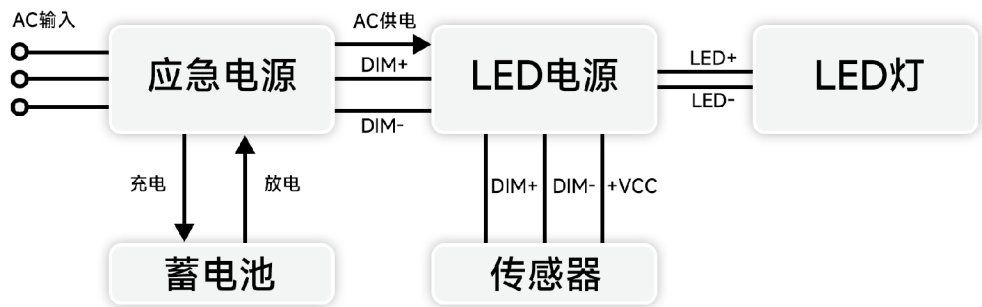 AC输入
应急电源
AC供电
DIM+
DIM-
LED电源
LED+
LED-
LED灯
充电
放电
DIM+
DIM-
+VCC
蓄电池
传感器